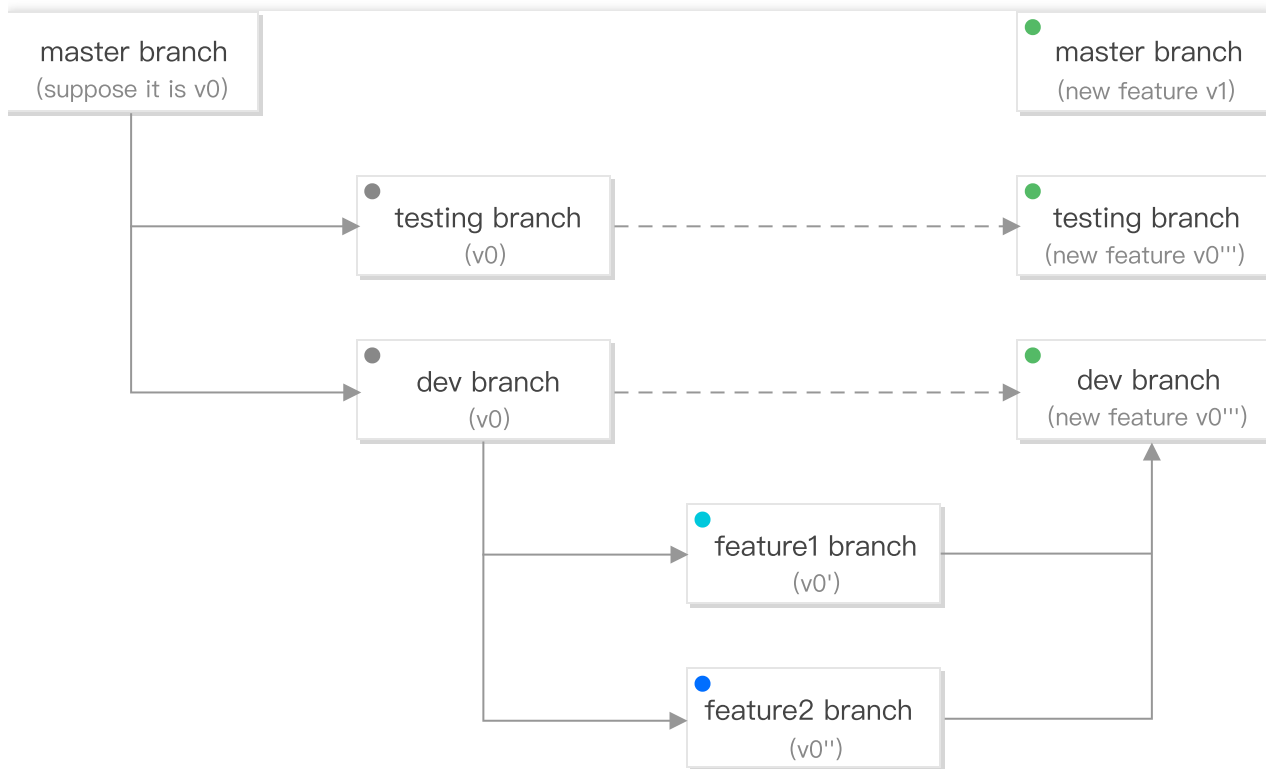 master branch
(suppose it is v0)
master branch
(new feature v1)
testing branch
(v0)
testing branch
(new feature v0''')
dev branch
(v0)
dev branch
(new feature v0''')
feature1 branch
(v0')
feature2 branch
(v0'')